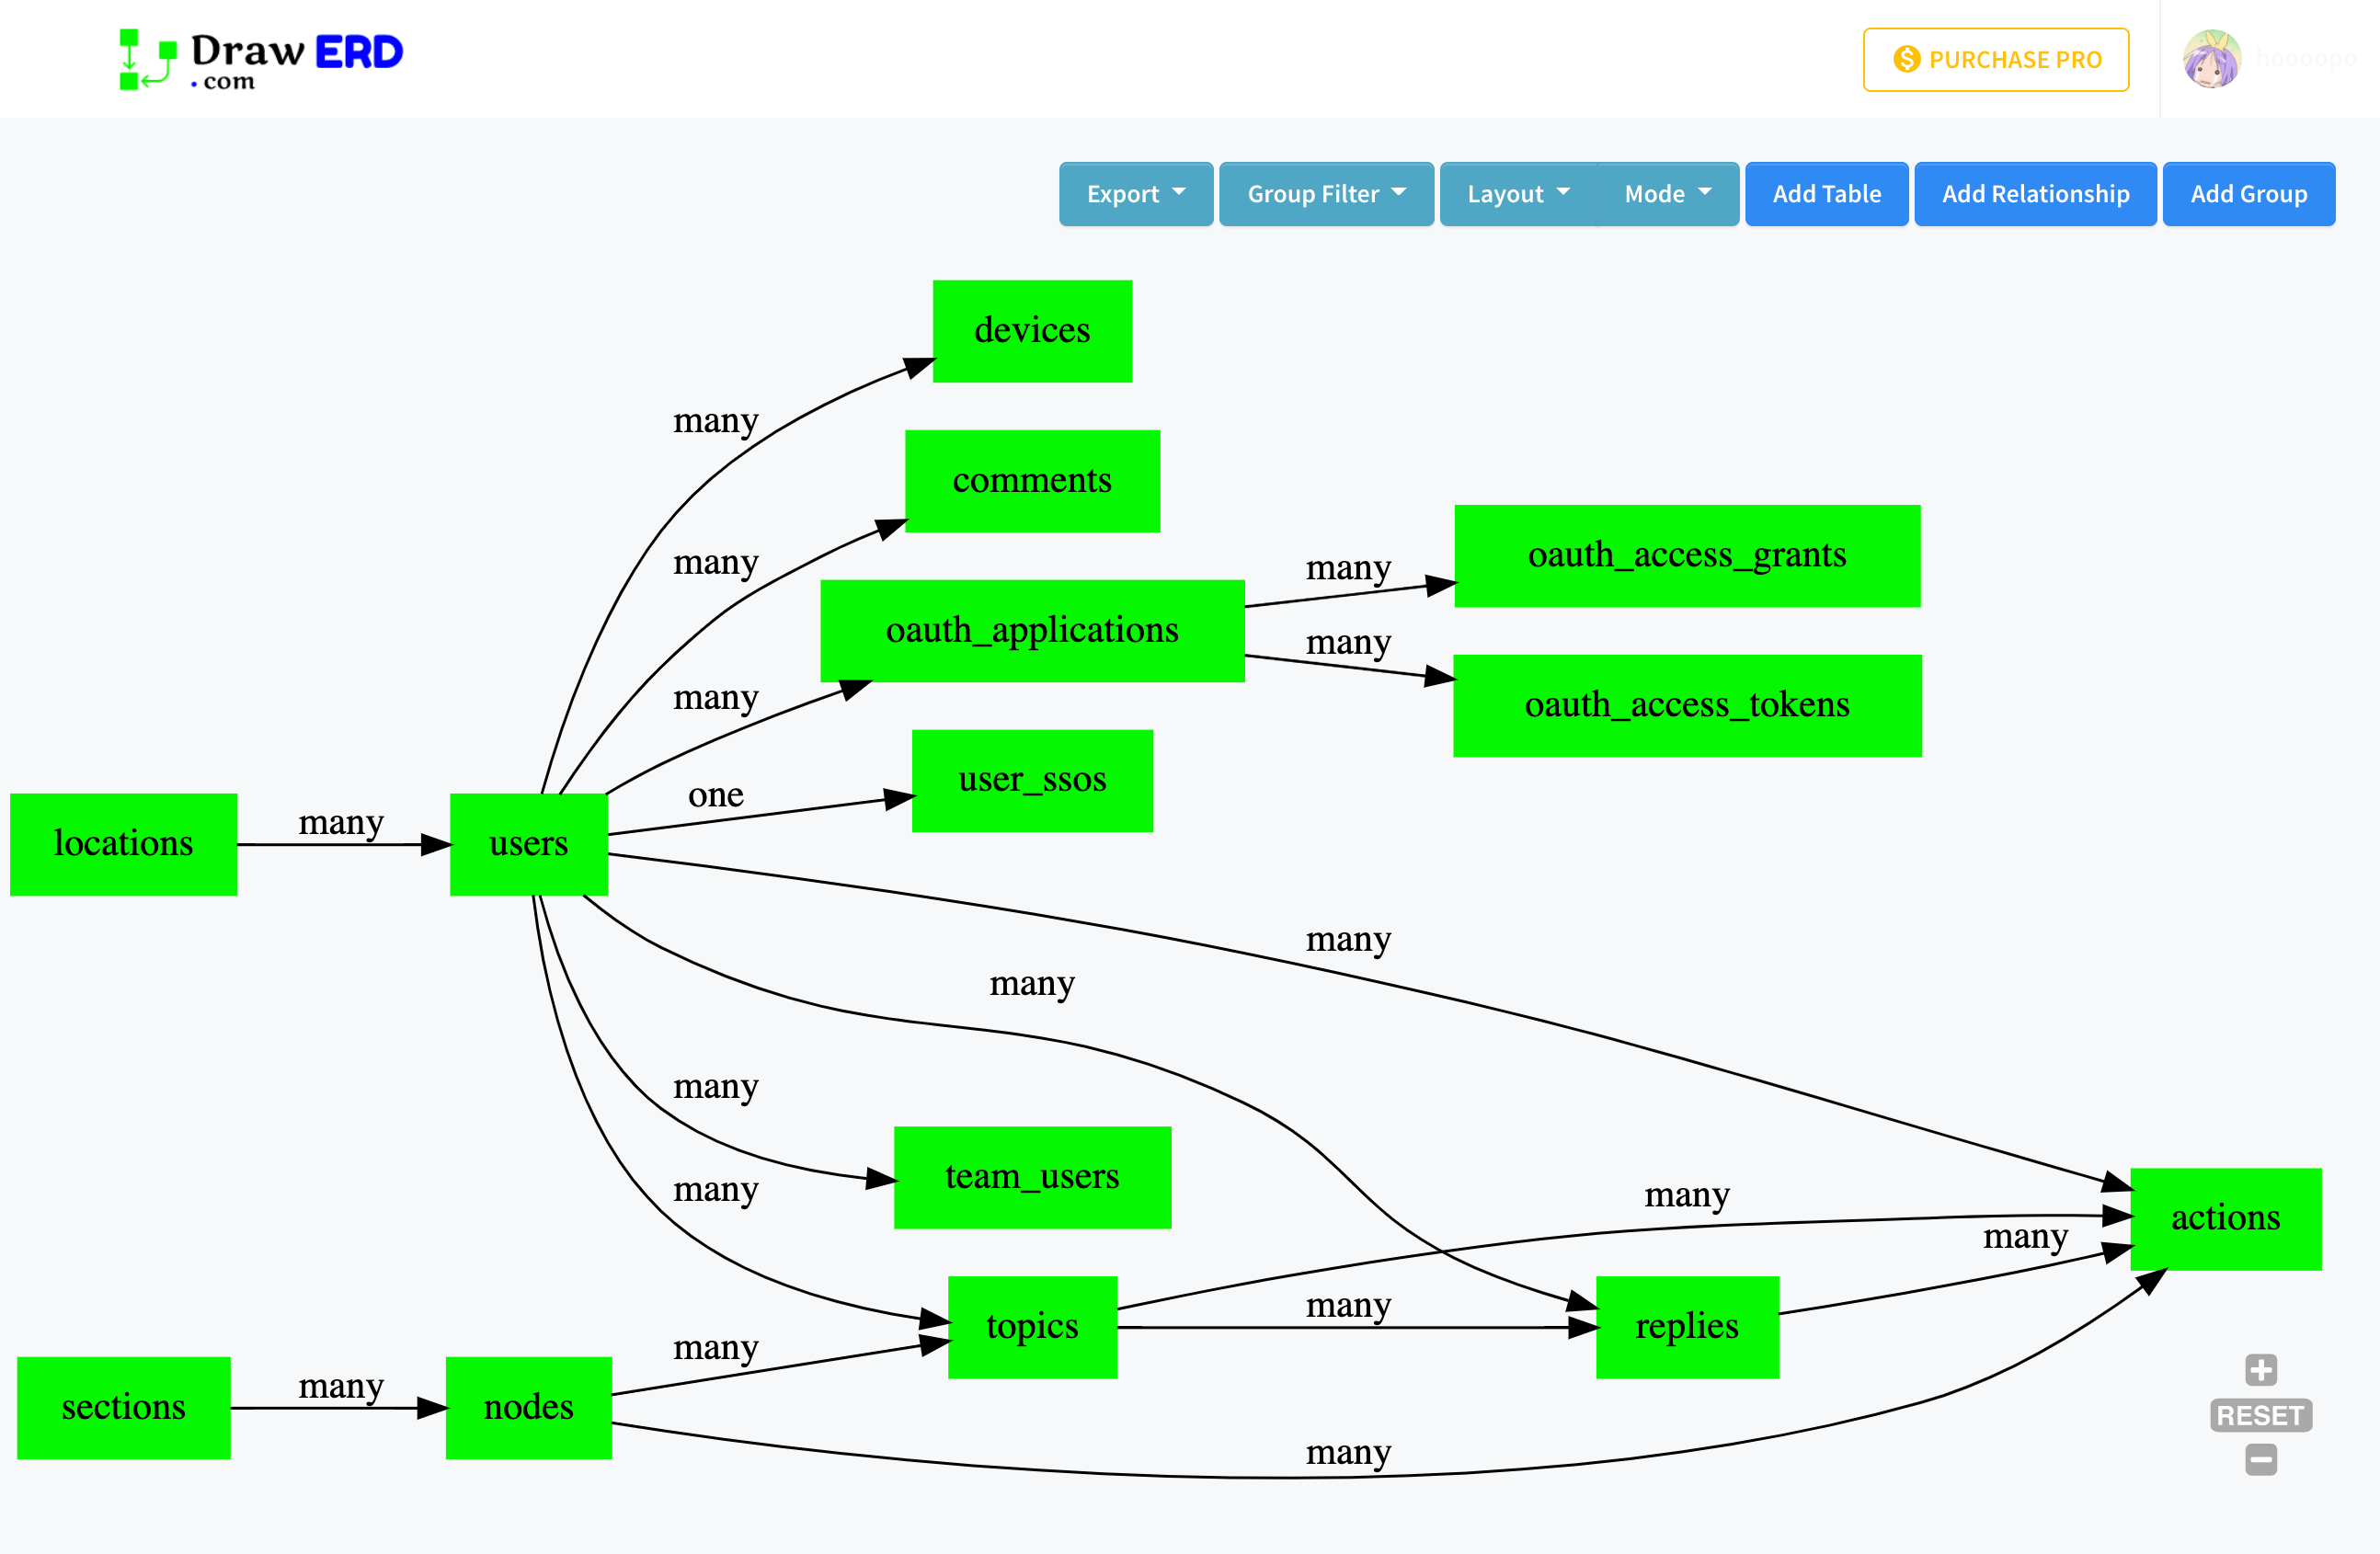 Draw ERD
.com
PURCHASE PRO
hoooopo
Export
Group Filter
Layout
Mode
Add Table
Add Relationship
Add Group
devices
many
comments
many
oauth_access_grants
many
oauth_applications
many
many
oauth_access_tokens
user_ssos
one
locations
many
users
many
many
many
team_users
many
many
actions
many
topics
many
replies
many
sections
many
nodes
many
RESET